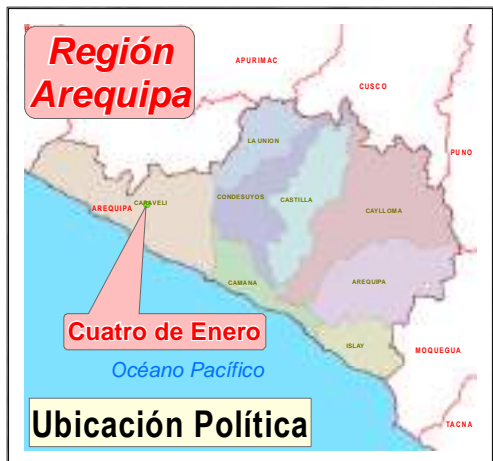 Región
Arequipa
APURIMAC
CUSCO
PUNO
LA UNION
CONDESUYOS
CASTILLA
CAYLLOMA
AREQUIPA
CARAVELI
CAMANA
AREQUIPA
ISLAY
MOQUEGUA
TACNA
Cuatro de Enero
Océano Pacífico
Ubicación Política